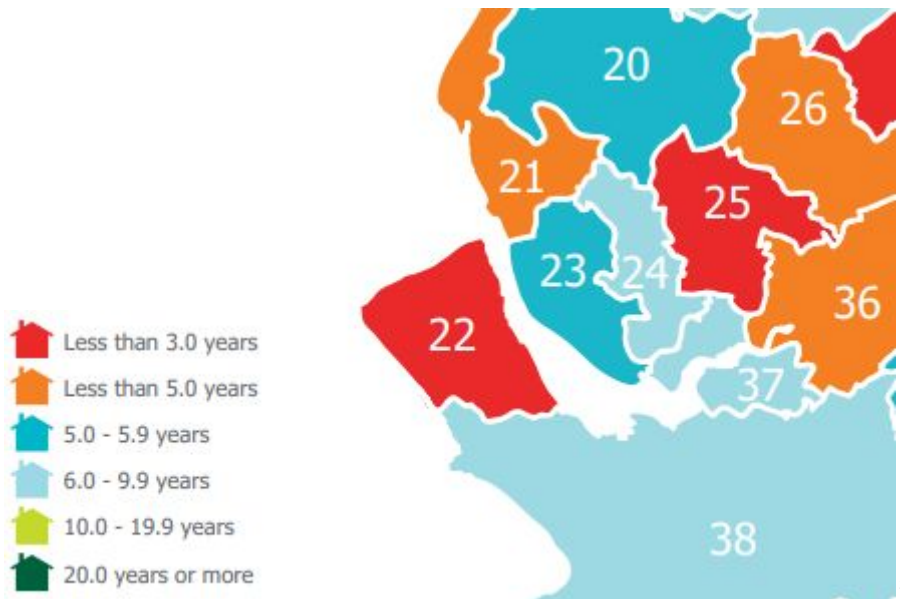 20
26
21
25
23
24
22
36
37
38
Less than 3.0 years
Less than 5.0 years
5.0 - 5.9 years
6.0 - 9.9 years
10.0 - 19.9 years
20.0 years or more